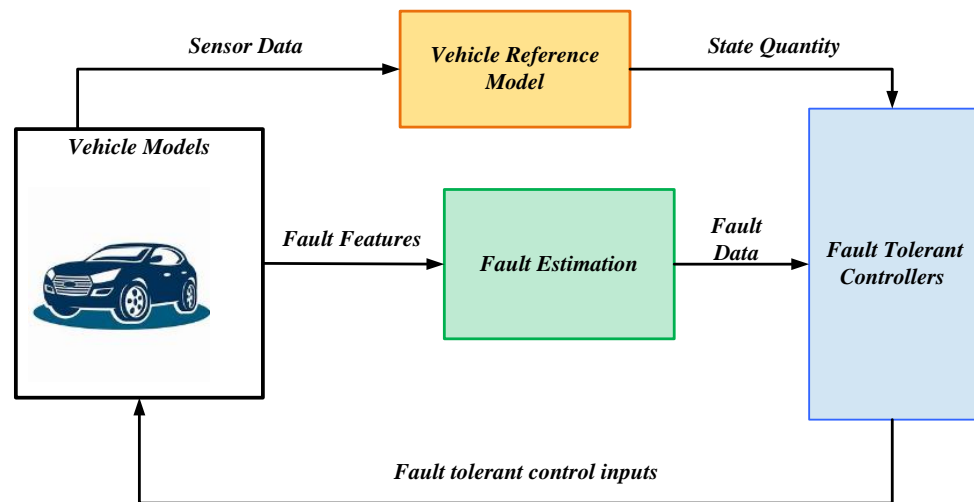 Sensor Data
Vehicle Reference
Model
State Quantity
Vehicle Models
Fault Features
Fault Estimation
Fault
Data
Fault Tolerant
Controllers
Fault tolerant control inputs